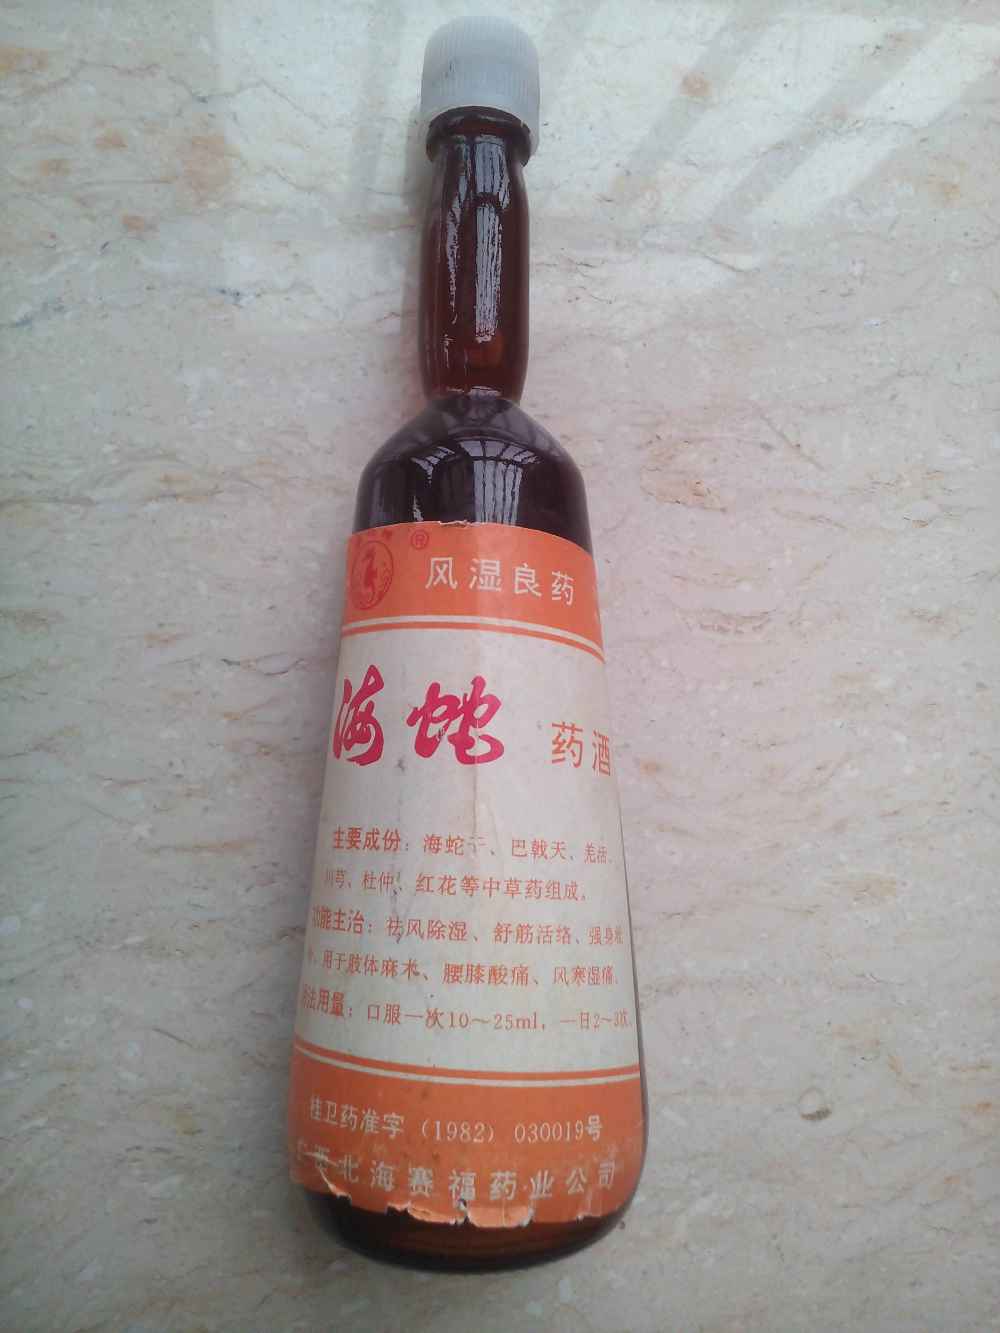 ®
风湿良药
海蛇 药酒
主要成份：海蛇干、巴戟天、羌活、
川芎、杜仲、红花等中草药组成。
功能主治：祛风除湿、舒筋活络、强身
用于肢体麻木、腰膝酸痛、风寒湿痛.
用量：口服一次10～25ml，一日2～3次.
桂卫药准字（1982）030019号
广西北海赛福药业公司